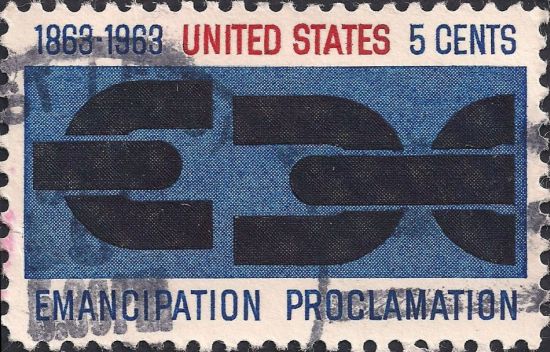 1863-1963 UNITED STATES 5 CENTS
EMANCIPATION PROCLAMATION